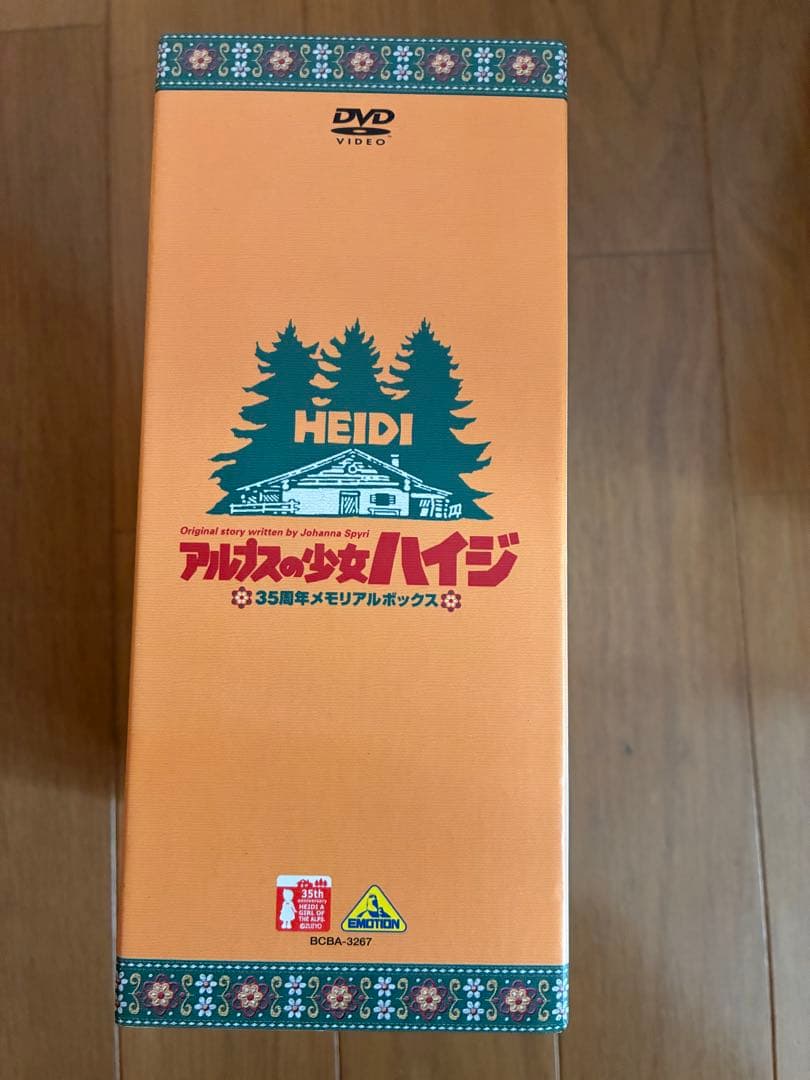 DVD
VIDEO
HEIDI
Original story written by Johanna Spyri
アルプスの少女ハイジ
35周年メモリアルボックス
35th
anniversary
HEIDI A
GIRL OF
THE ALPS
©ZUIYO
EMOTION
BCBA-3267